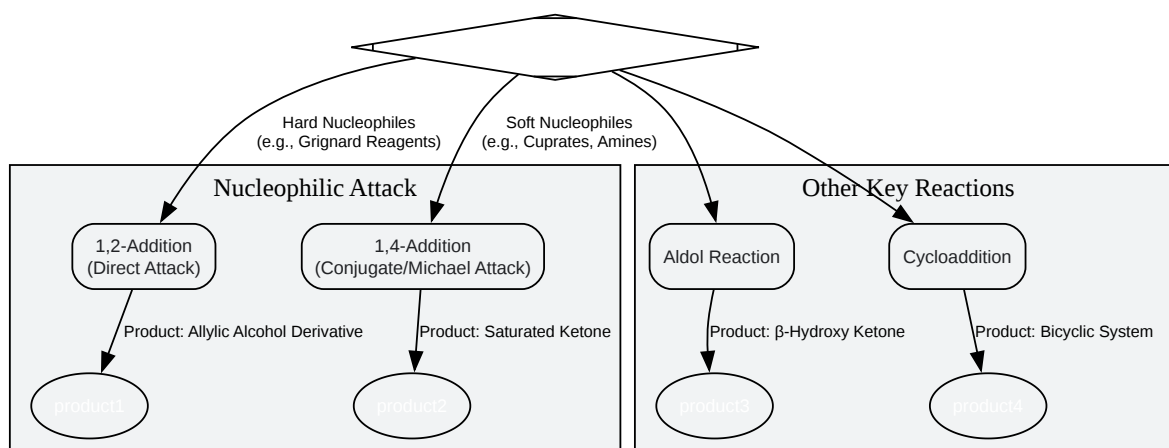 Hard Nucleophiles
(e.g., Grignard Reagents)
Soft Nucleophiles
(e.g., Cuprates, Amines)
Nucleophilic Attack
Other Key Reactions
1,2-Addition
(Direct Attack)
1,4-Addition
(Conjugate/Michael Attack)
Aldol Reaction
Cycloaddition
Product: Allylic Alcohol Derivative
Product: Saturated Ketone
Product: β-Hydroxy Ketone
Product: Bicyclic System
product1
product2
product3
product4